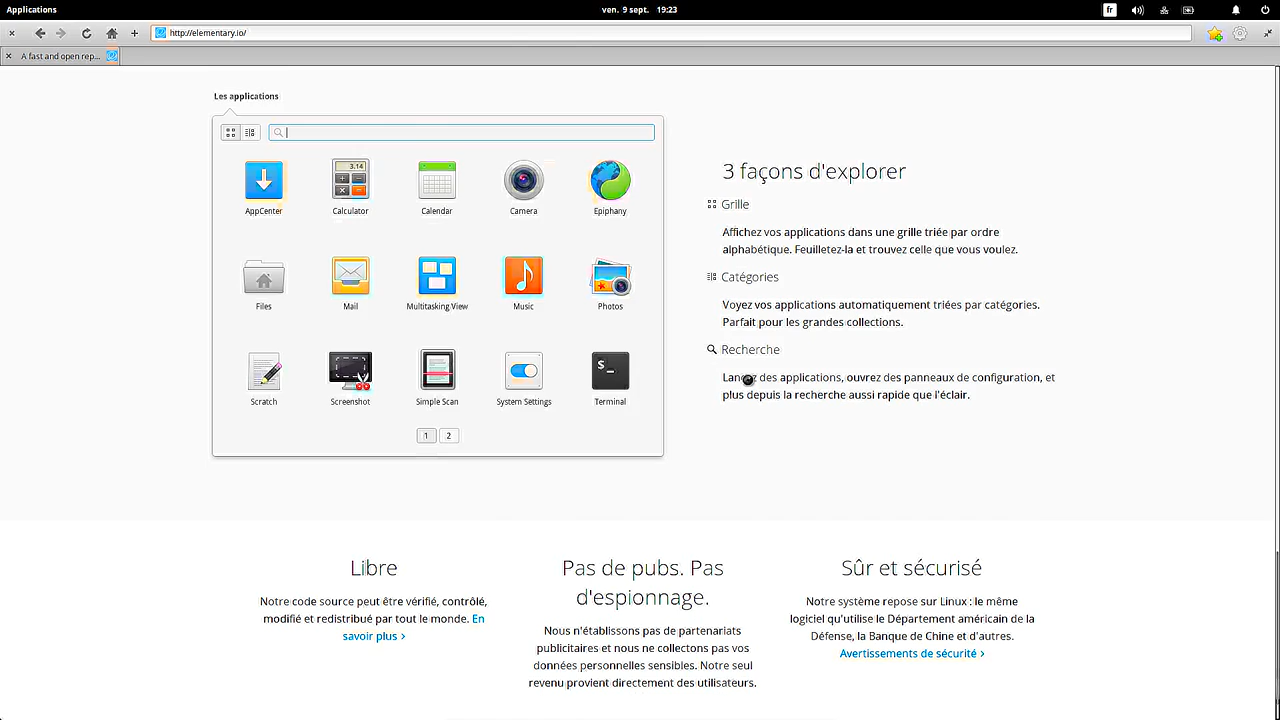 Applications
ven. 9 sept. 19:23
fr
http://elementary.io/
A fast and open rep...
Les applications
3.14
AppCenter
Calculator
Calendar
Camera
Epiphany
Files
Mail
Multitasking View
Music
Photos
$_
Scratch
Screenshot
Simple Scan
System Settings
Terminal
1
2
3 façons d'explorer
Grille
Affichez vos applications dans une grille triée par ordre
alphabétique. Feuilletez-la et trouvez celle que vous voulez.
Catégories
Voyez vos applications automatiquement triées par catégories.
Parfait pour les grandes collections.
Recherche
Lancez des applications, ouvrez des panneaux de configuration, et
plus depuis la recherche aussi rapide que l'éclair.
Libre
Notre code source peut être vérifié, contrôlé,
modifié et redistribué par tout le monde. En
savoir plus ›
Pas de pubs. Pas
d'espionnage.
Nous n'établissons pas de partenariats
publicitaires et nous ne collectons pas vos
données personnelles sensibles. Notre seul
revenu provient directement des utilisateurs.
Sûr et sécurisé
Notre système repose sur Linux : le même
logiciel qu'utilise le Département américain de la
Défense, la Banque de Chine et d'autres.
Avertissements de sécurité ›